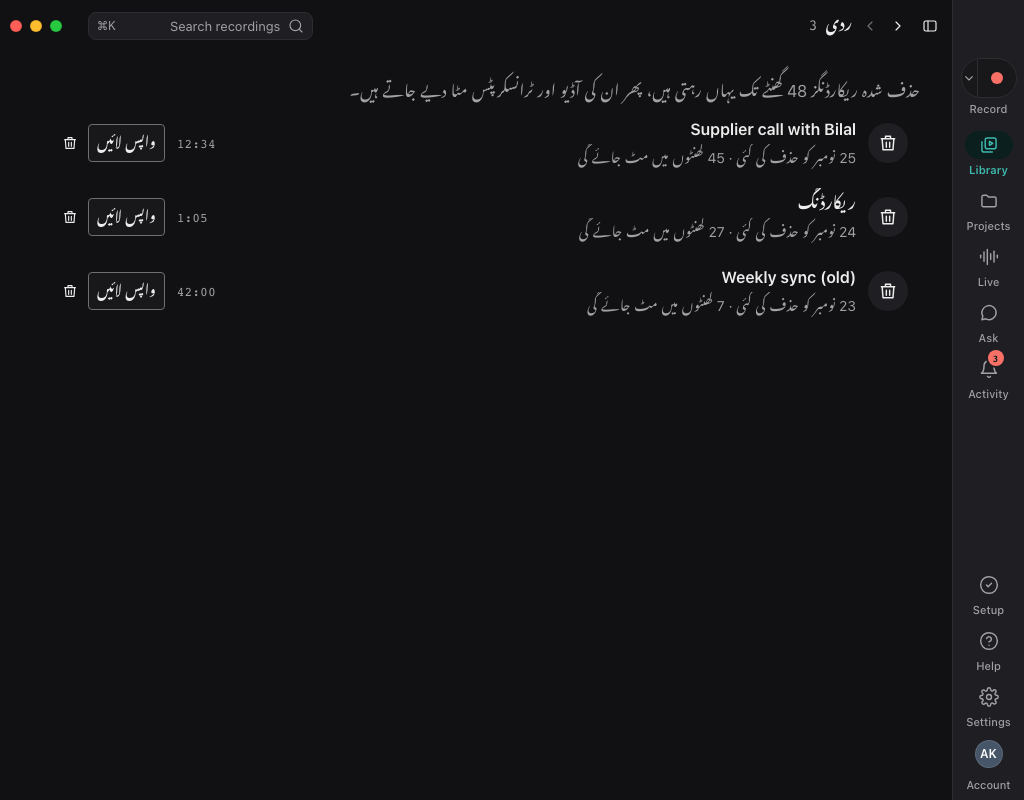 ⌘K Search recordings
ردی 3
حذف شدہ ریکارڈنگز 48 گھنٹے تک یہاں رہتی ہیں، پھر ان کی آڈیو اور ٹرانسکرپٹس مٹا دیے جاتے ہیں۔
Supplier call with Bilal
25 نومبر کو حذف کی گئی · 45 گھنٹوں میں مٹ جائے گی
12:34
واپس لائیں
ریکارڈنگ
24 نومبر کو حذف کی گئی · 27 گھنٹوں میں مٹ جائے گی
1:05
واپس لائیں
Weekly sync (old)
23 نومبر کو حذف کی گئی · 7 گھنٹوں میں مٹ جائے گی
42:00
واپس لائیں
Record
Library
Projects
Live
Ask
3
Activity
Setup
Help
Settings
AK
Account